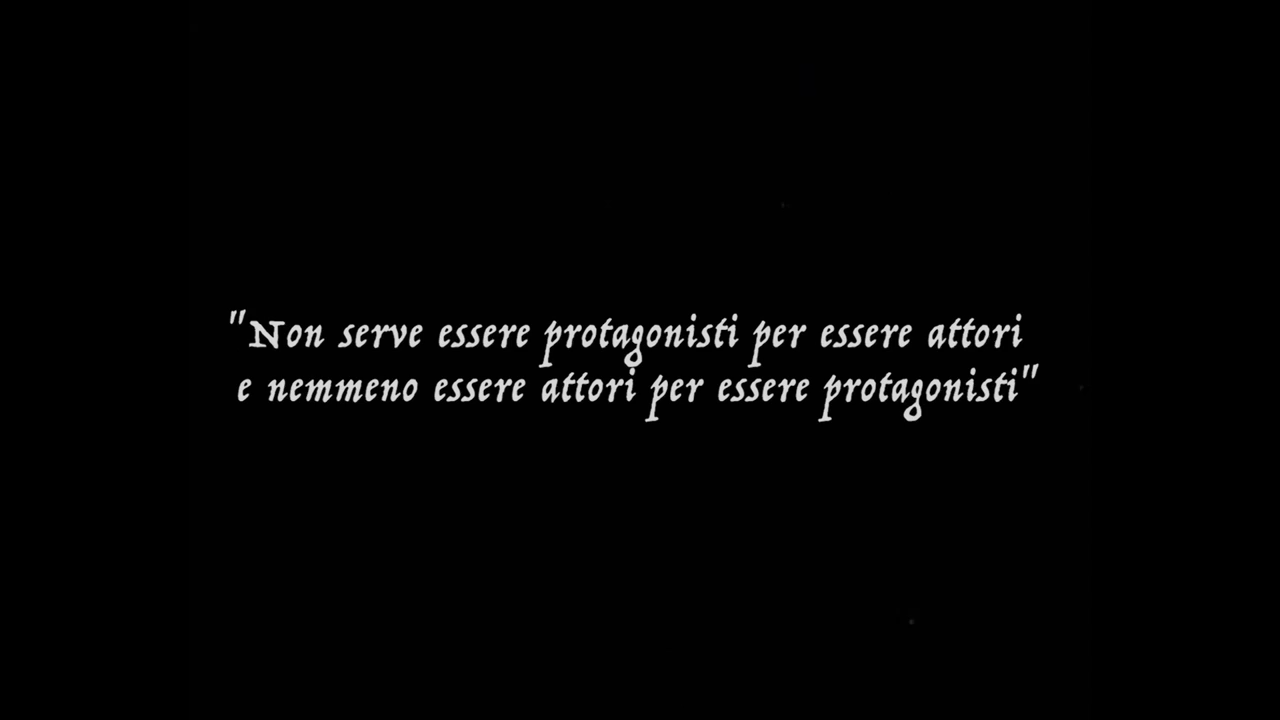 "Non serve essere protagonisti per essere attori
e nemmeno essere attori per essere protagonisti"